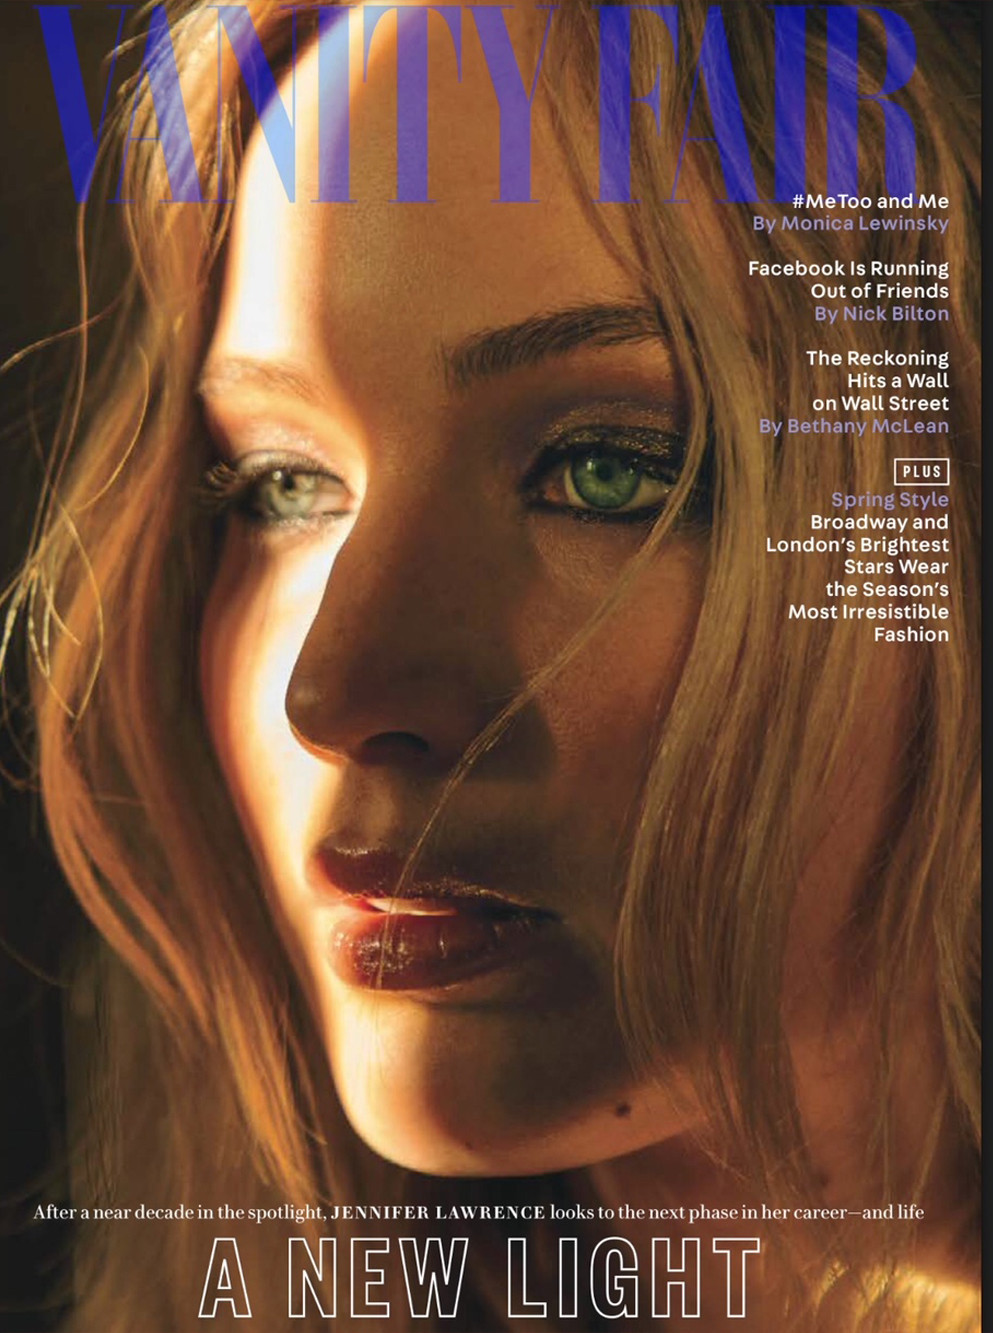 VANITY FAIR
#MeToo and Me
By Monica Lewinsky
Facebook Is Running
Out of Friends
By Nick Bilton
The Reckoning
Hits a Wall
on Wall Street
By Bethany McLean
PLUS
Spring Style
Broadway and
London’s Brightest
Stars Wear
the Season’s
Most Irresistible
Fashion
After a near decade in the spotlight, JENNIFER LAWRENCE looks to the next phase in her career—and life
A NEW LIGHT